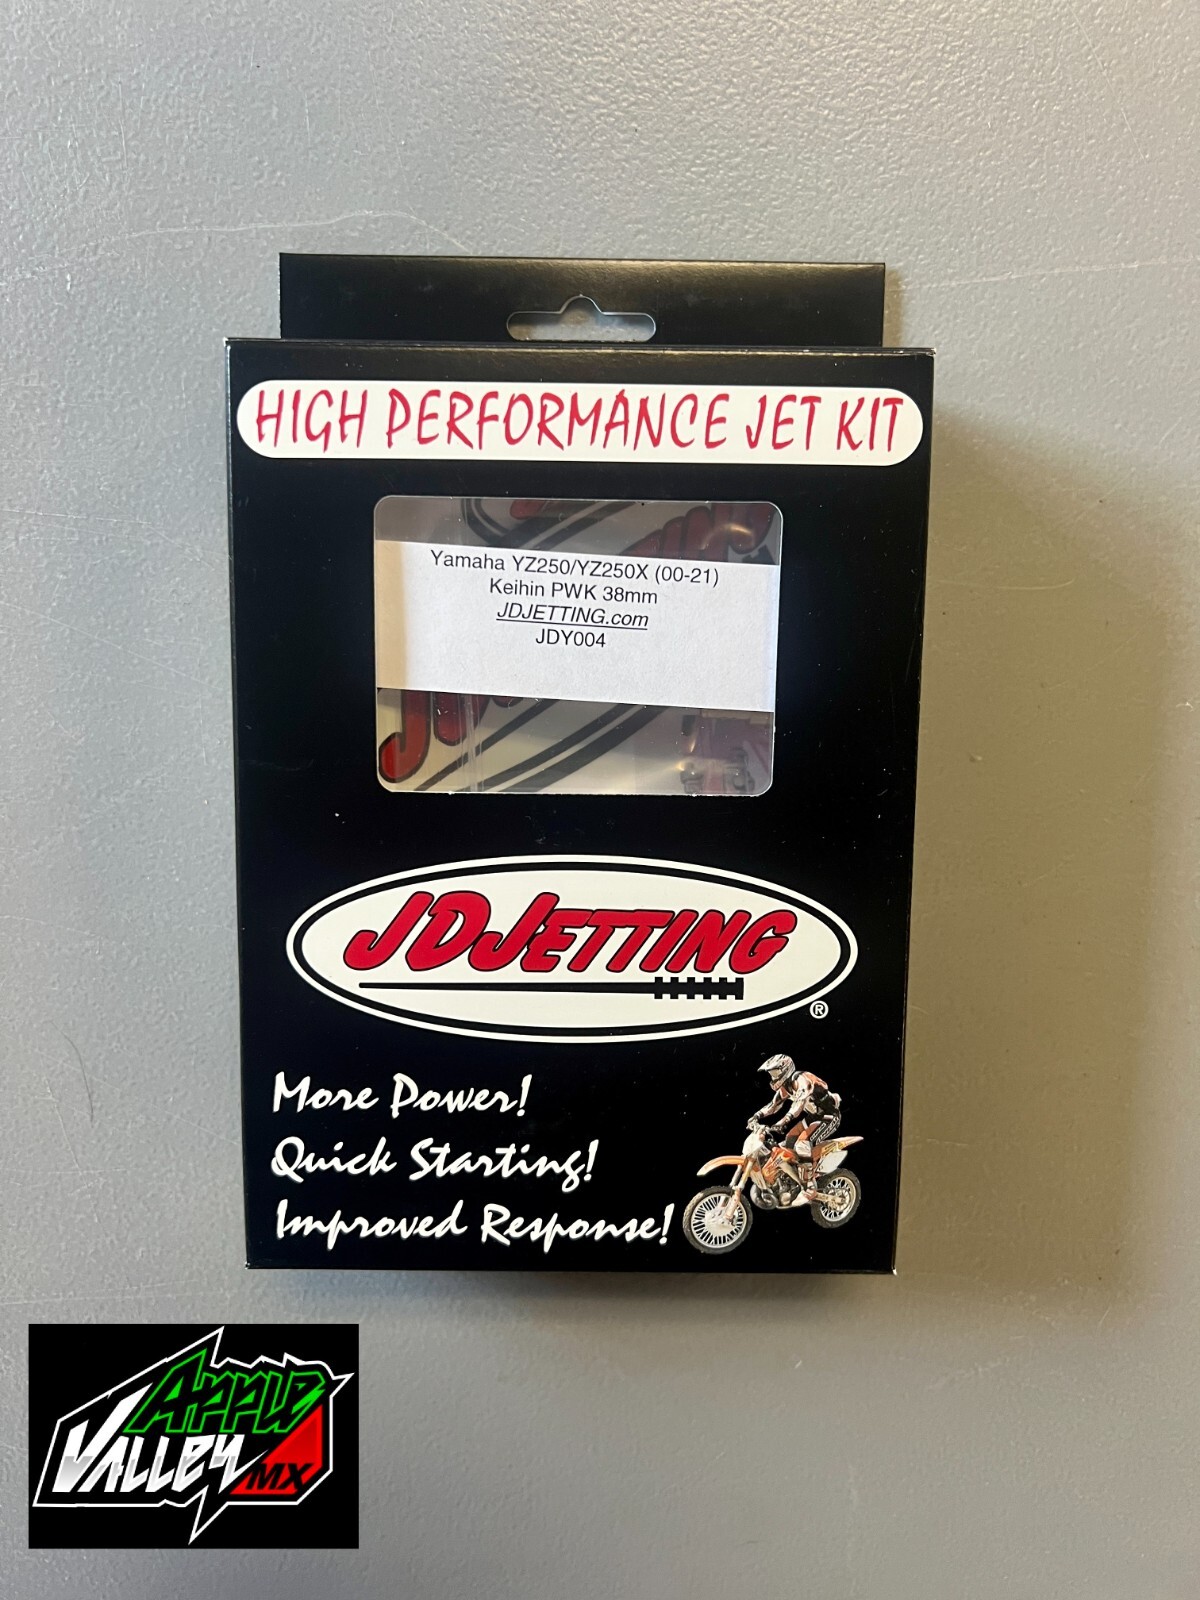 HIGH PERFORMANCE JET KIT
Yamaha YZ250/YZ250X (00-21)
Keihin PWK 38mm
JDJETTING.com
JDY004
JDJETTING
®
More Power!
Quick Starting!
Improved Response!
APPLE
VALLEY
MX